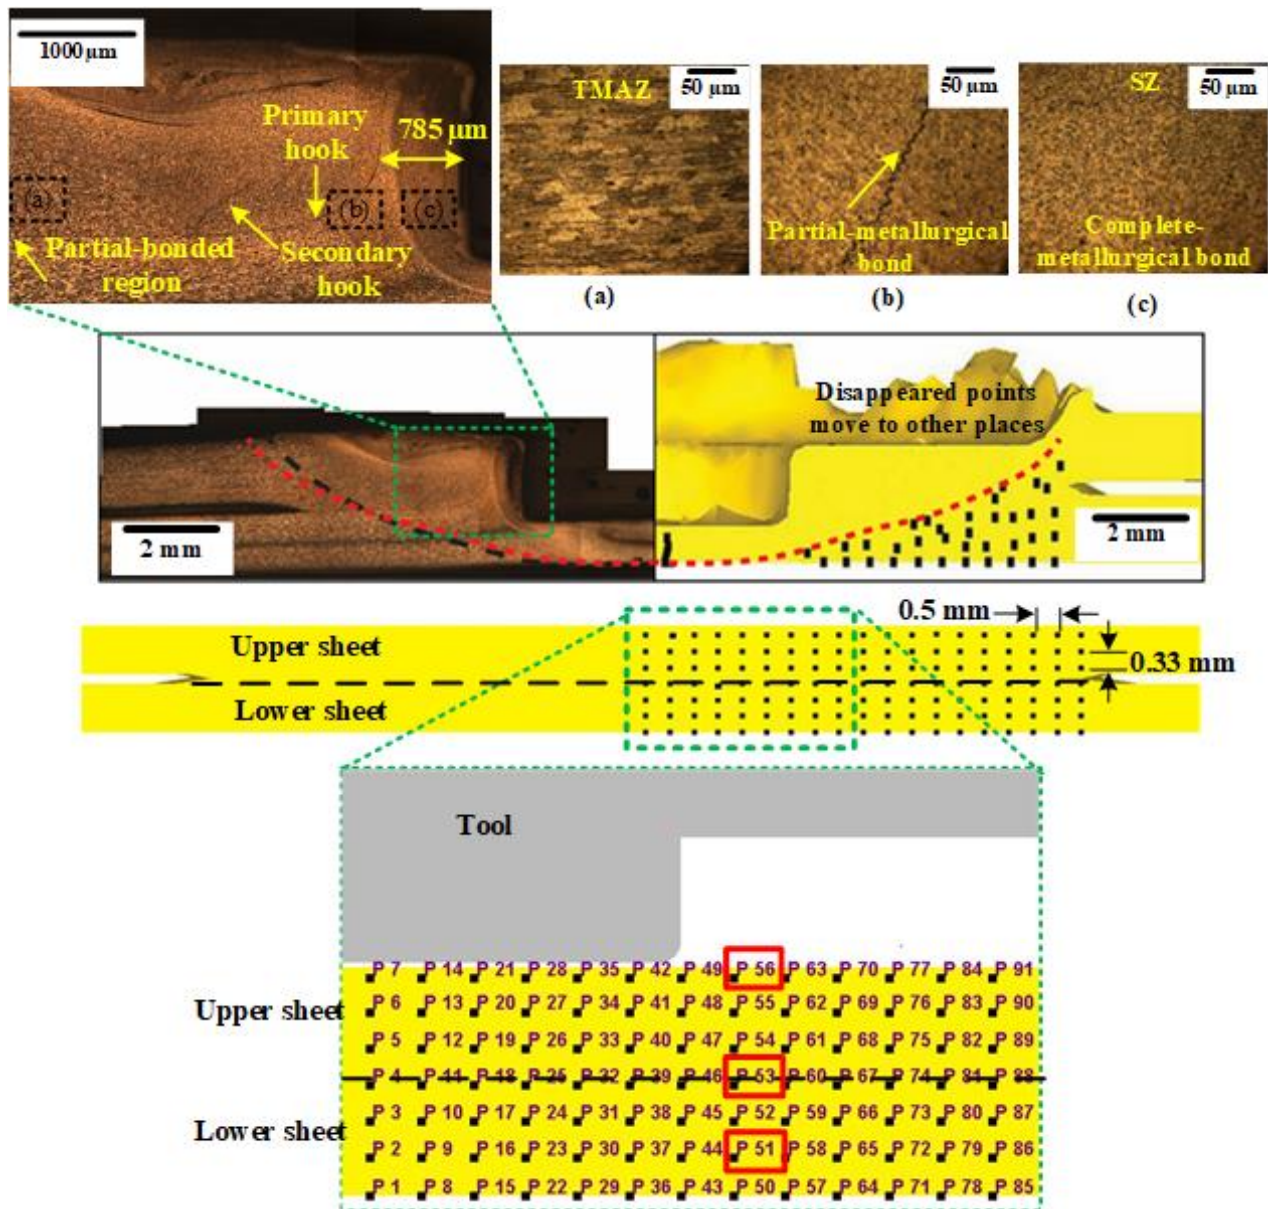 1000 μm
Primary
hook
785 μm
(a)
(b)
(c)
Partial-bonded
region
Secondary
hook
TMAZ
50 μm
(a)
50 μm
Partial-metallurgical
bond
(b)
SZ
50 μm
Complete-
metallurgical bond
(c)
2 mm
Disappeared points
move to other places
2 mm
0.5 mm
Upper sheet
0.33 mm
Lower sheet
Tool
P 7 P 14 P 21 P 28 P 35 P 42 P 49 P 56 P 63 P 70 P 77 P 84 P 91
Upper sheet
P 6 P 13 P 20 P 27 P 34 P 41 P 48 P 55 P 62 P 69 P 76 P 83 P 90
P 5 P 12 P 19 P 26 P 33 P 40 P 47 P 54 P 61 P 68 P 75 P 82 P 89
P 4 P 11 P 18 P 25 P 32 P 39 P 46 P 53 P 60 P 67 P 74 P 81 P 88
P 3 P 10 P 17 P 24 P 31 P 38 P 45 P 52 P 59 P 66 P 73 P 80 P 87
Lower sheet
P 2 P 9 P 16 P 23 P 30 P 37 P 44 P 51 P 58 P 65 P 72 P 79 P 86
P 1 P 8 P 15 P 22 P 29 P 36 P 43 P 50 P 57 P 64 P 71 P 78 P 85